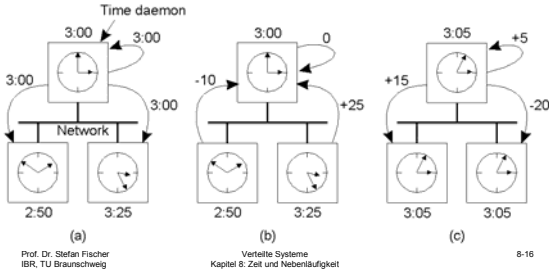 Time daemon
3:00
3:00
3:00
3:00
Network
2:50
3:25
(a)
3:00
0
-10
+25
2:50
3:25
(b)
3:05
+5
+15
-20
3:05
3:05
(c)
Prof. Dr. Stefan Fischer
IBR, TU Braunschweig
Verteilte Systeme
Kapitel 8: Zeit und Nebenläufigkeit
8-16